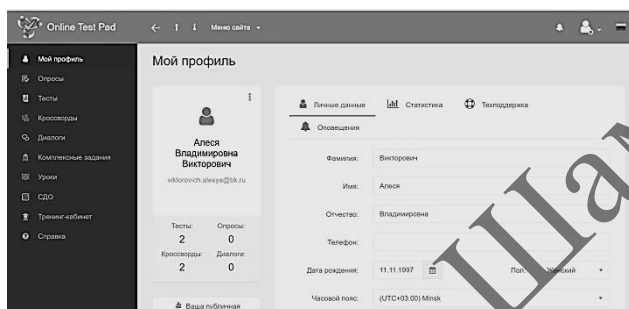 Online Test Pad
Меню сайта
Мой профиль
Опросы
Тесты
Кроссворды
Диалоги
Комплексные задания
Уроки
СДО
Тренинг-кабинет
Справка
Мой профиль
Алеся
Владимировна
Викторович
viktorovich.alesya@bk.ru
Тесты: Опросы:
2 0
Кроссворды: Диалоги:
2 0
Ваша публичная
Личные данные Статистика Техподдержка
Оповещения
Фамилия: Викторович
Имя: Алеся
Отчество: Владимировна
Телефон:
Дата рождения: 11.11.1997 Пол: Женский
Часовой пояс: (UTC+03:00) Minsk
Шам